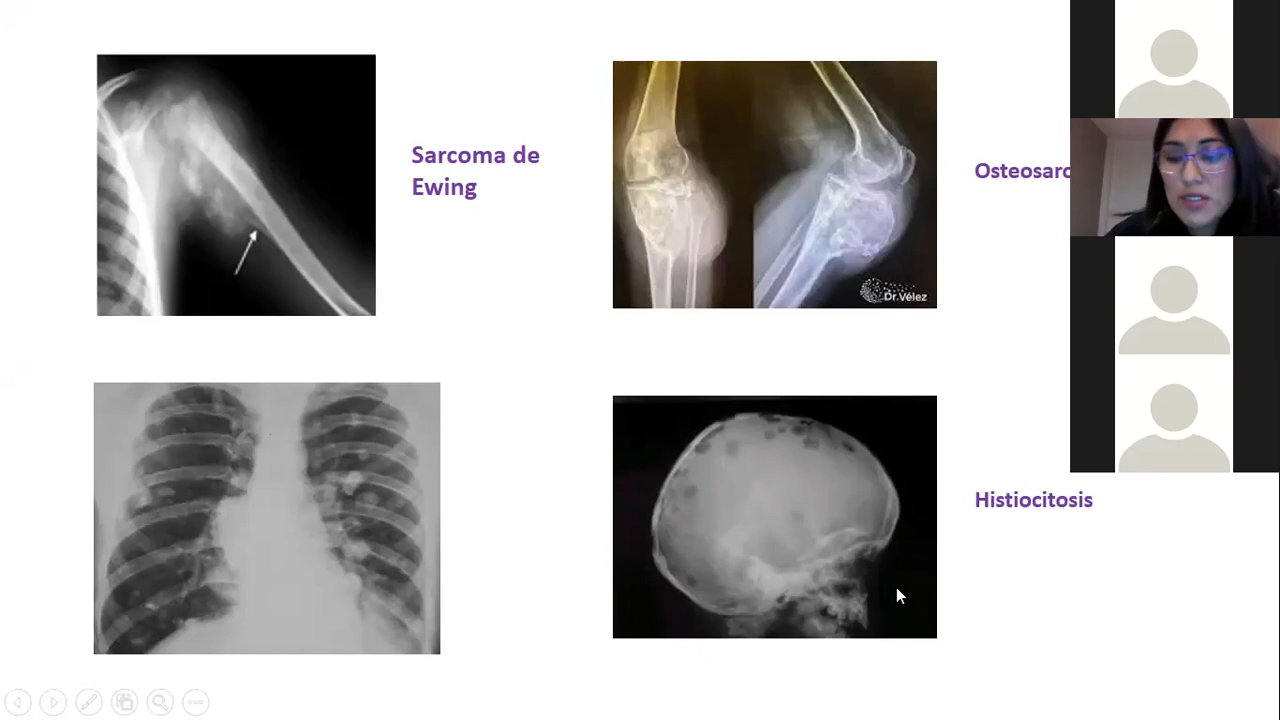 Sarcoma de
Ewing
Osteosarc
Dr.Vélez
Histiocitosis